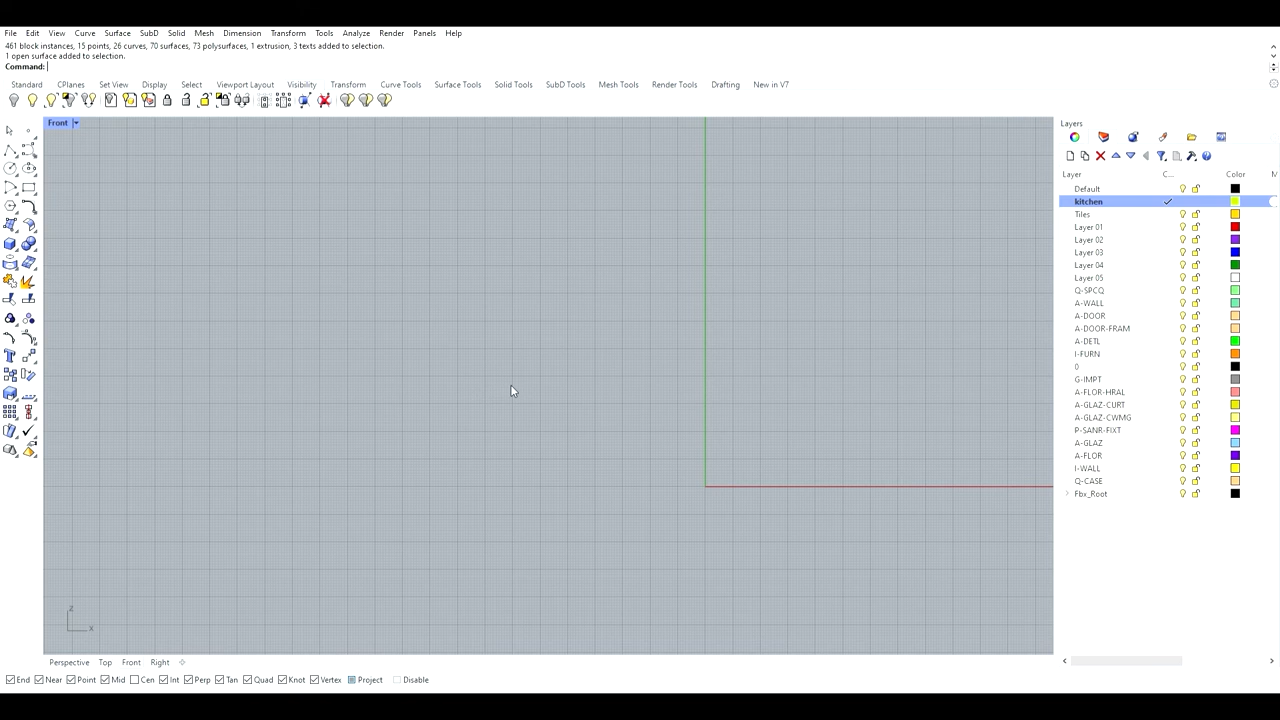 File Edit View Curve Surface SubD Solid Mesh Dimension Transform Tools Analyze Render Panels Help
461 block instances, 15 points, 26 curves, 70 surfaces, 73 polysurfaces, 1 extrusion, 3 texts added to selection.
1 open surface added to selection.
Command:
Standard CPlanes Set View Display Select Viewport Layout Visibility Transform Curve Tools Surface Tools Solid Tools SubD Tools Mesh Tools Render Tools Drafting New in V7
Front
Layers
Layer C... Color M
Default
kitchen
Tiles
Layer 01
Layer 02
Layer 03
Layer 04
Layer 05
Q-SPCQ
A-WALL
A-DOOR
A-DOOR-FRAM
A-DETL
I-FURN
0
G-IMPT
A-FLOR-HRAL
A-GLAZ-CURT
A-GLAZ-CWMG
P-SANR-FIXT
A-GLAZ
A-FLOR
I-WALL
Q-CASE
Fbx_Root
z
x
Perspective Top Front Right
End Near Point Mid Cen Int Perp Tan Quad Knot Vertex Project Disable